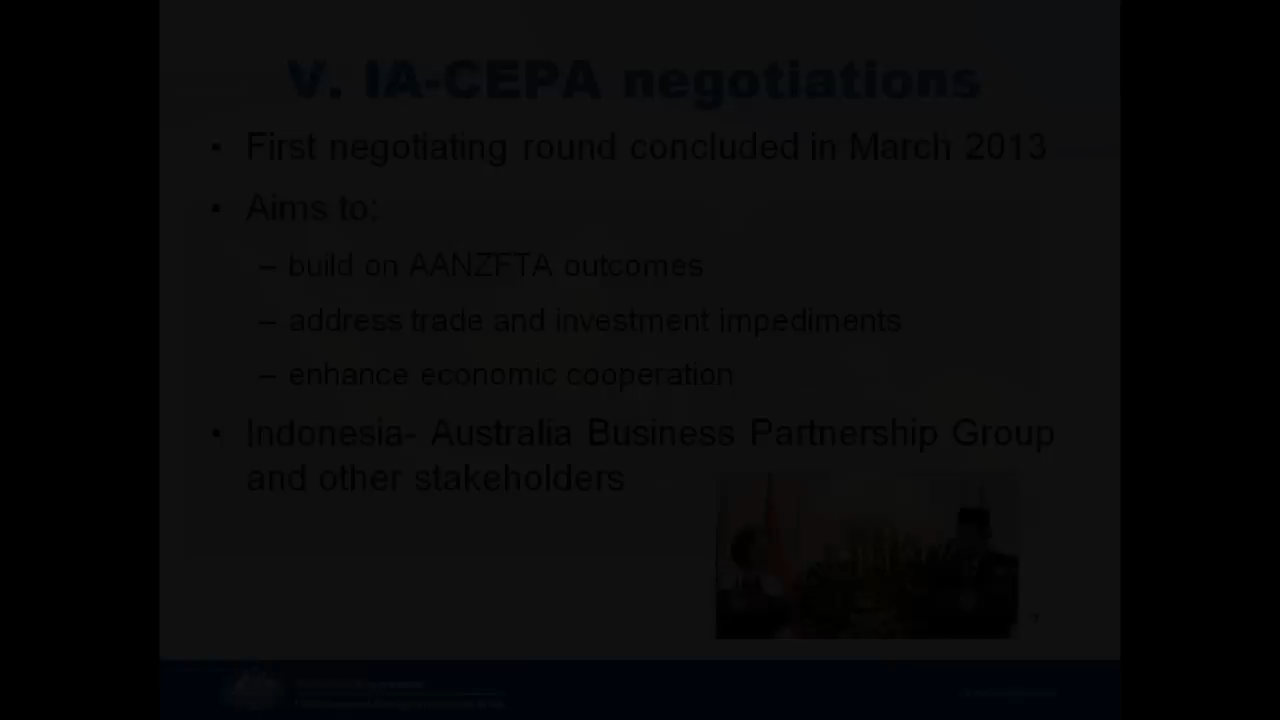 V. IA-CEPA negotiations
• First negotiating round concluded in March 2013
• Aims to:
– build on AANZFTA outcomes
– address trade and investment impediments
– enhance economic cooperation
• Indonesia- Australia Business Partnership Group
and other stakeholders